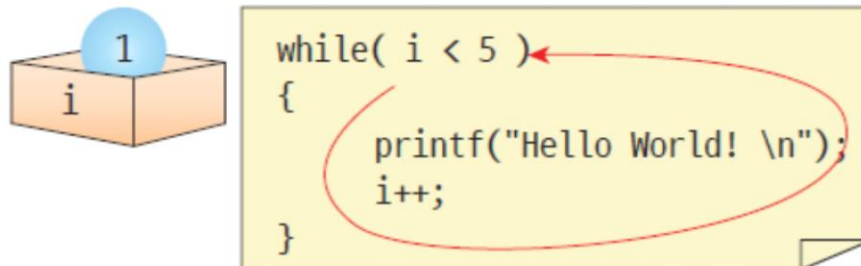 1
i
while( i < 5 )
{
printf("Hello World! \n");
i++;
}